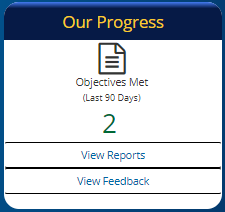 Our Progress
Objectives Met
(Last 90 Days)
2
View Reports
View Feedback